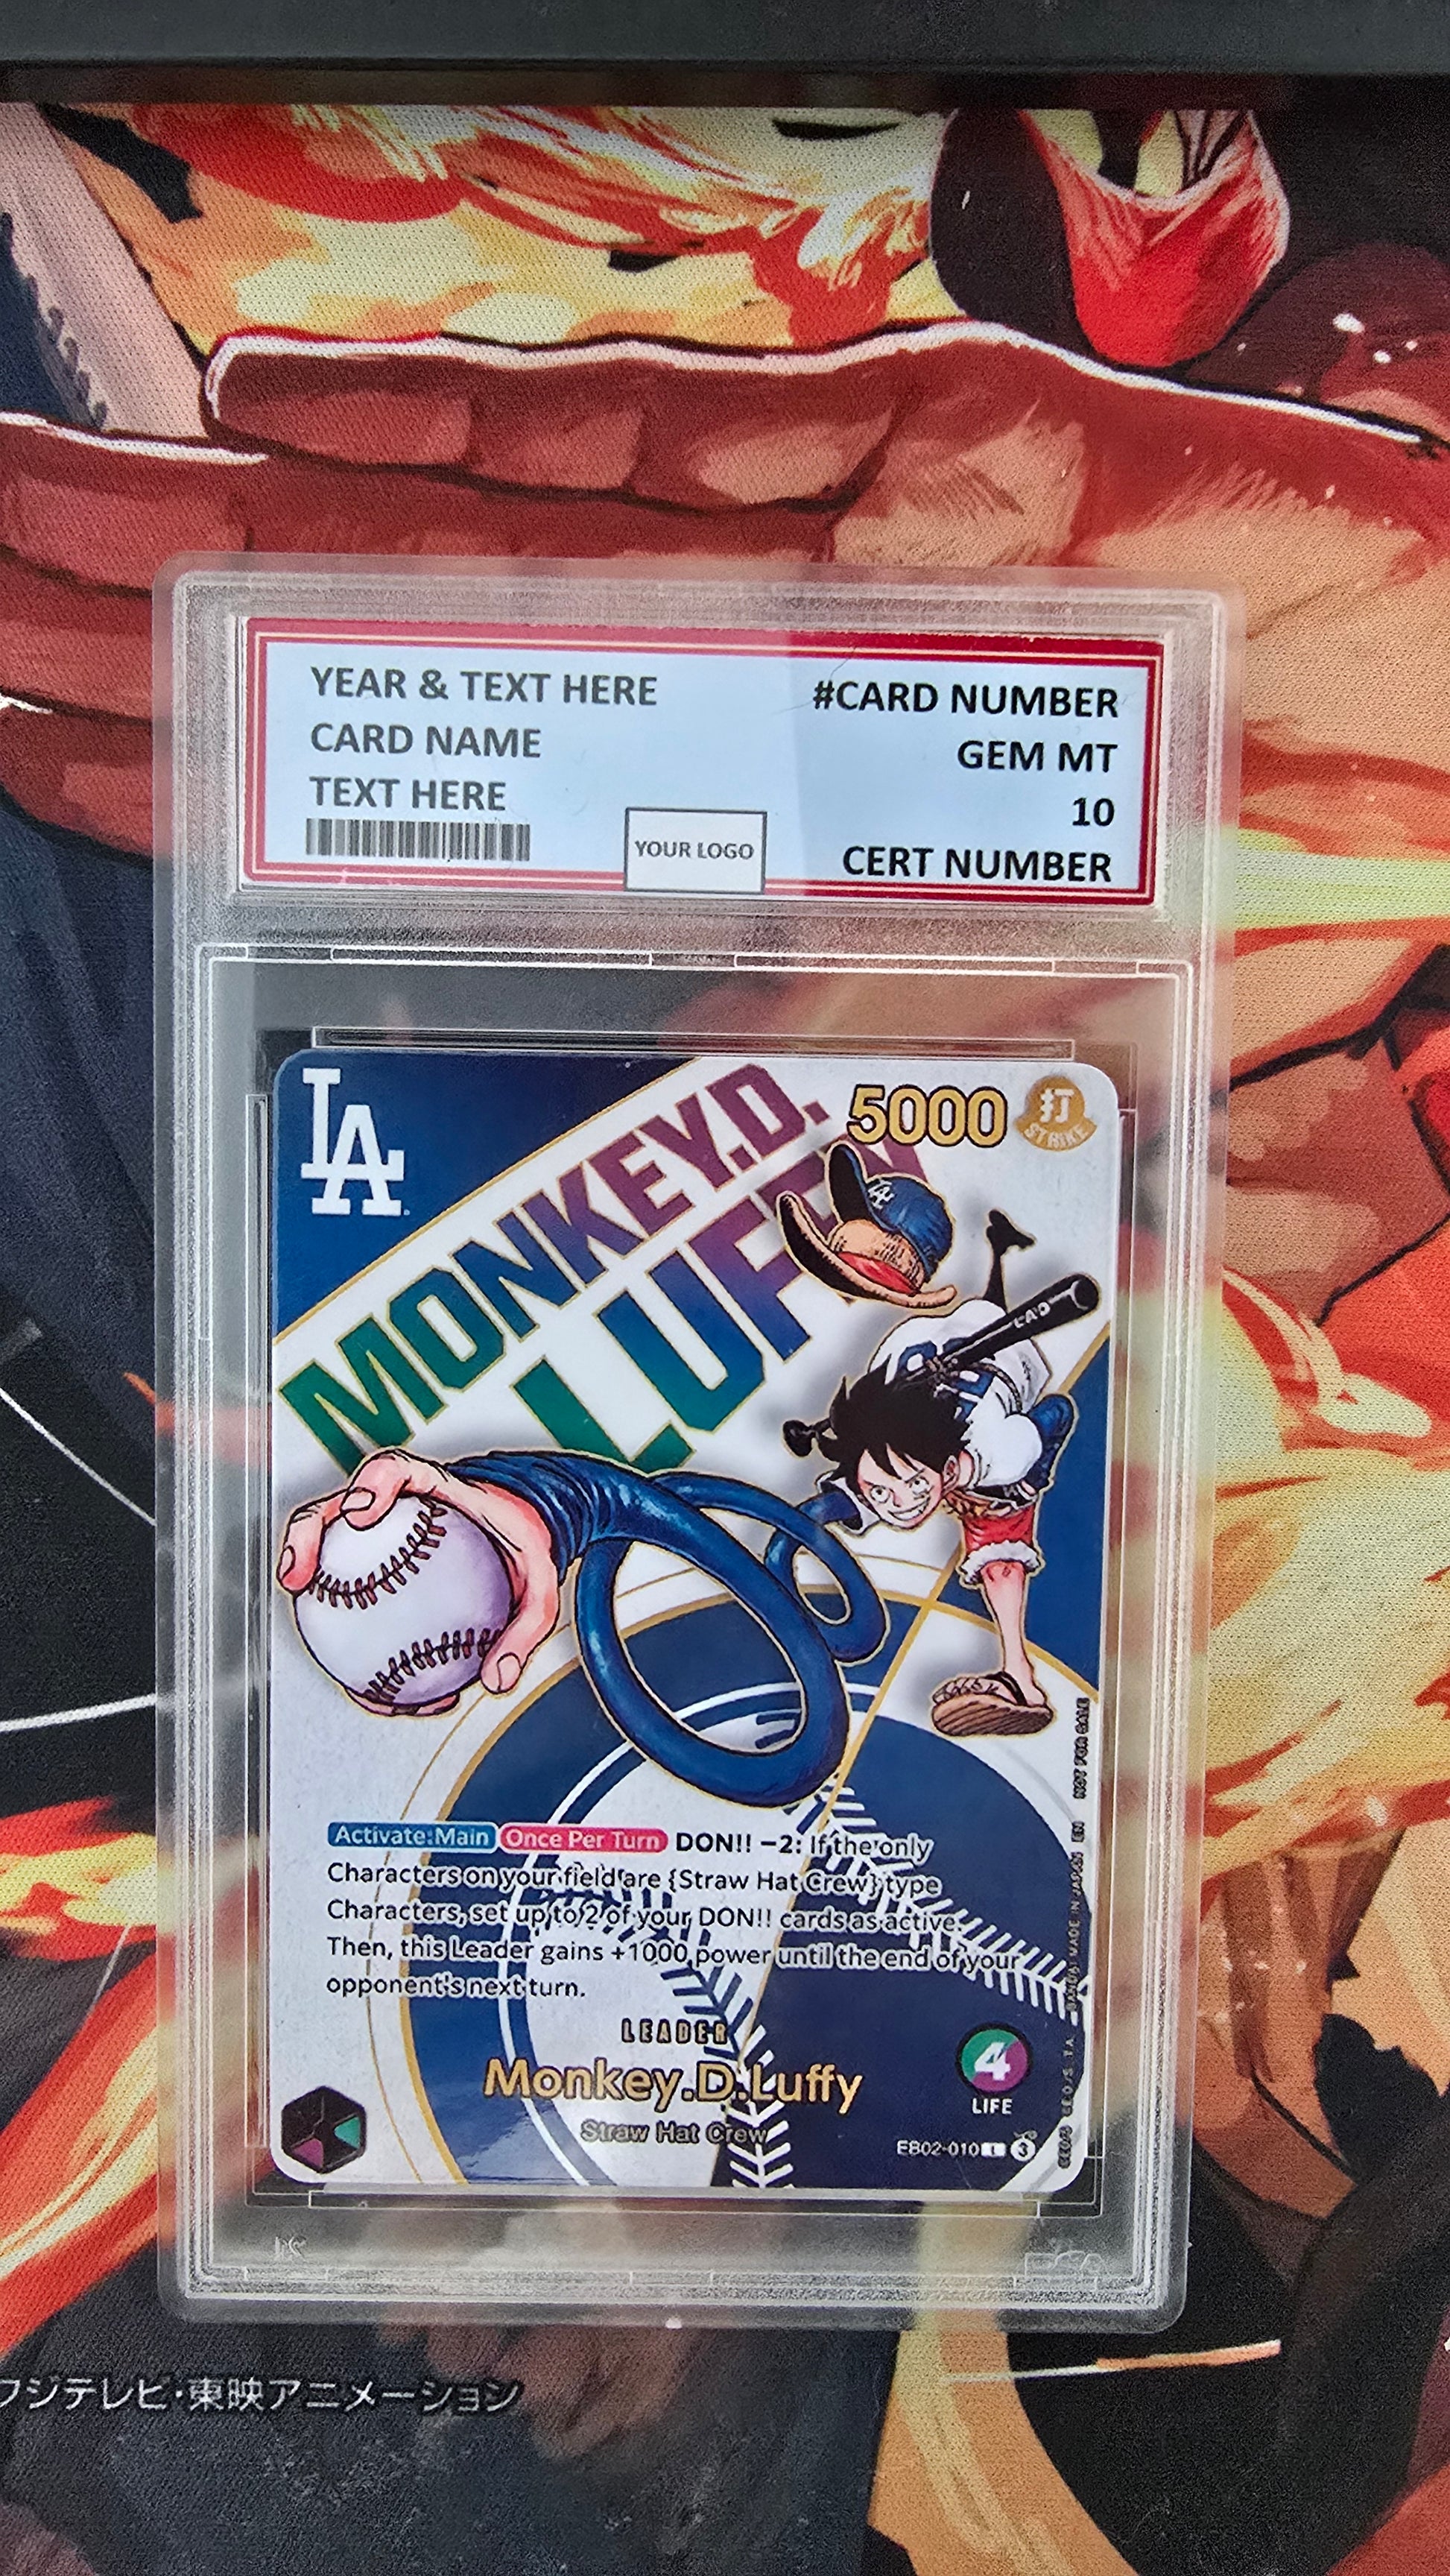 YEAR & TEXT HERE
CARD NAME
TEXT HERE
#CARD NUMBER
GEM MT
10
CERT NUMBER
YOUR LOGO
LA
5000
打
STRIKE
MONKEY.D.
LUFFY
LA
LAD
Activate:Main Once Per Turn DON!! −2: If the only
Characters on your field are {Straw Hat Crew} type
Characters, set up to 2 of your DON!! cards as active.
Then, this Leader gains +1000 power until the end of your
opponent's next turn.
LEADER
Monkey.D.Luffy
Straw Hat Crew
4
LIFE
EB02-010 L 3
BANDAI MADE IN JAPAN EN NOT FOR SALE
フジテレビ・東映アニメーション